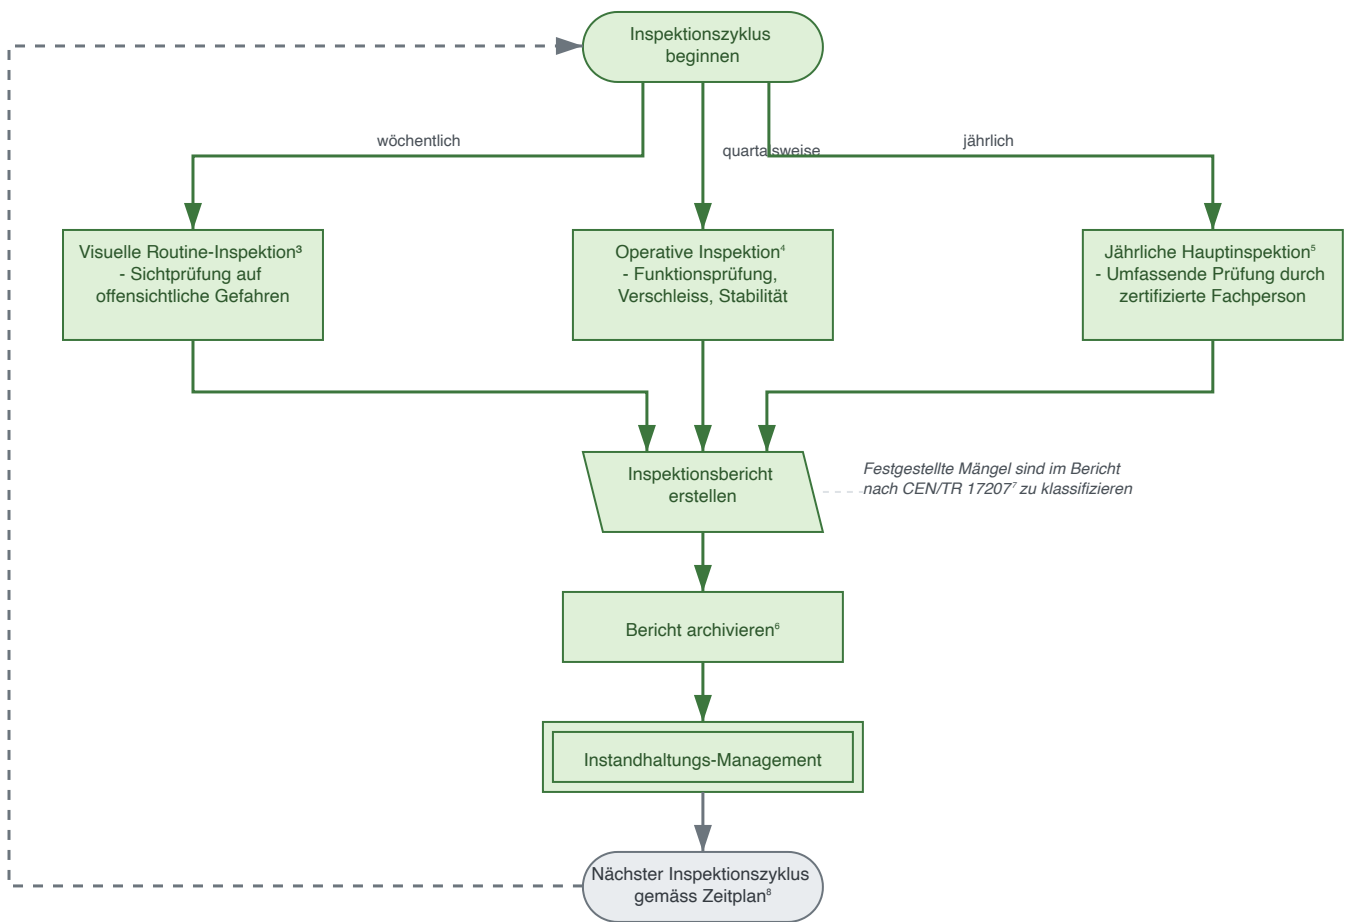 Inspektionszyklus
beginnen
wöchentlich
quartalsweise
jährlich
Visuelle Routine-Inspektion³
- Sichtprüfung auf
offensichtliche Gefahren
Operative Inspektion⁴
- Funktionsprüfung,
Verschleiss, Stabilität
Jährliche Hauptinspektion⁵
- Umfassende Prüfung durch
zertifizierte Fachperson
Inspektionsbericht
erstellen
Festgestellte Mängel sind im Bericht
nach CEN/TR 17207⁷ zu klassifizieren
Bericht archivieren⁶
Instandhaltungs-Management
Nächster Inspektionszyklus
gemäss Zeitplan⁸